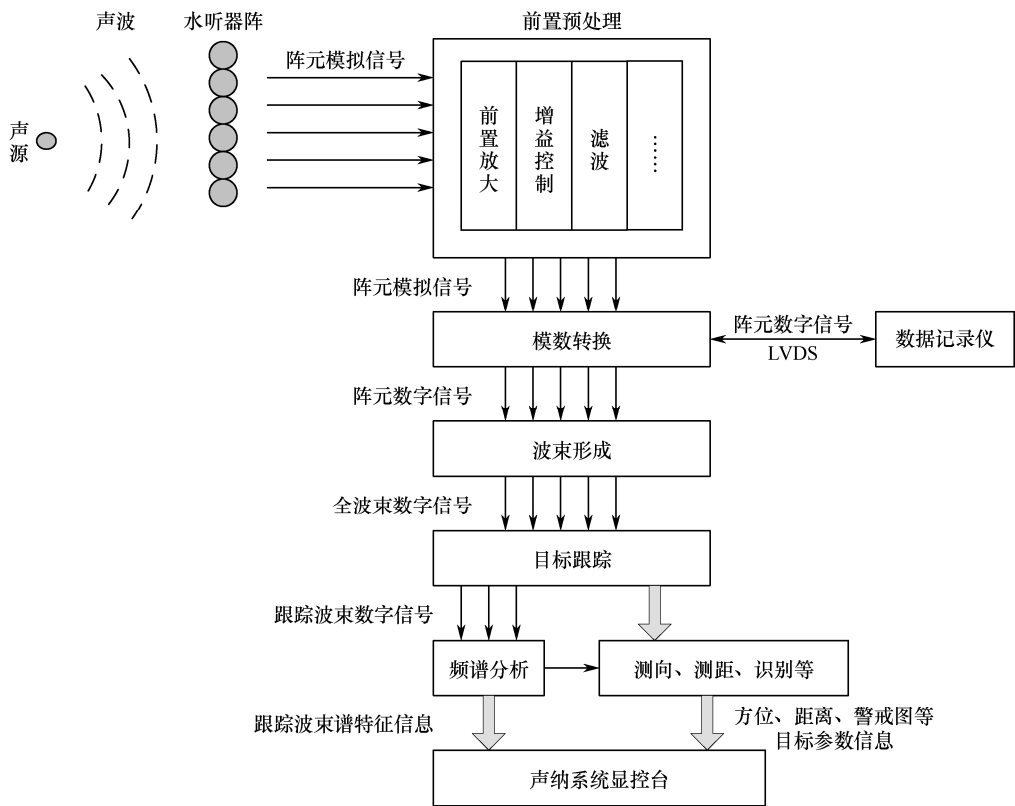 声波
水听器阵
前置预处理
阵元模拟信号
声源
前置放大
增益控制
滤波
……
阵元模拟信号
模数转换
阵元数字信号
LVDS
数据记录仪
阵元数字信号
波束形成
全波束数字信号
目标跟踪
跟踪波束数字信号
频谱分析
测向、测距、识别等
跟踪波束谱特征信息
方位、距离、警戒图等
目标参数信息
声纳系统显控台